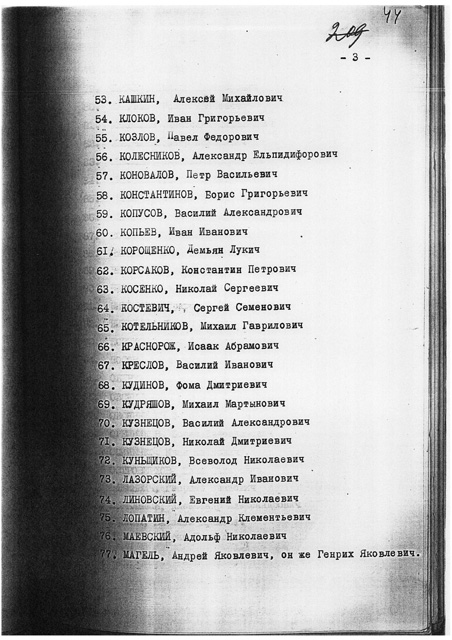 44
209
- 3 -
53. КАШКИН, Алексей Михайлович
54. КЛОКОВ, Иван Григорьевич
55. КОЗЛОВ, Павел Федорович
56. КОЛЕСНИКОВ, Александр Ельпидифорович
57. КОНОВАЛОВ, Петр Васильевич
58. КОНСТАНТИНОВ, Борис Григорьевич
59. КОПУСОВ, Василий Александрович
60. КОПЬЕВ, Иван Иванович
61. КОРОЩЕНКО, Демьян Лукич
62. КОРСАКОВ, Константин Петрович
63. КОСЕНКО, Николай Сергеевич
64. КОСТЕВИЧ, Сергей Семенович
65. КОТЕЛЬНИКОВ, Михаил Гаврилович
66. КРАСНОРОЖ, Исаак Абрамович
67. КРЕСЛОВ, Василий Иванович
68. КУДИНОВ, Фома Дмитриевич
69. КУДРЯШОВ, Михаил Мартынович
70. КУЗНЕЦОВ, Василий Александрович
71. КУЗНЕЦОВ, Николай Дмитриевич
72. КУНЬЩИКОВ, Всеволод Николаевич
73. ЛАЗОРСКИЙ, Александр Иванович
74. ЛИНОВСКИЙ, Евгений Николаевич
75. ЛОПАТИН, Александр Клементьевич
76. МАЕВСКИЙ, Адольф Николаевич
77. МАГЕЛЬ, Андрей Яковлевич, он же Генрих Яковлевич.